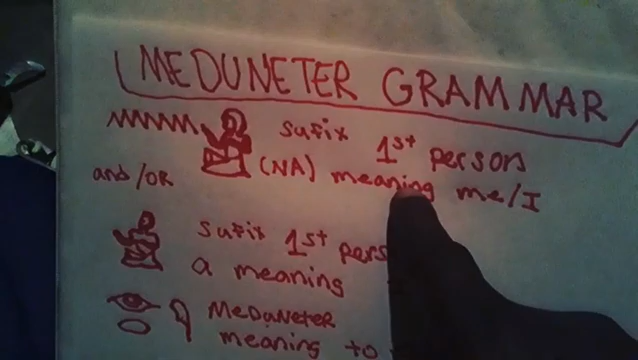 MEDUNETER GRAMMAR
sufix 1st person
and/OR (NA) meaning me/I
sufix 1st pers
a meaning
MEDUNETER
meaning to